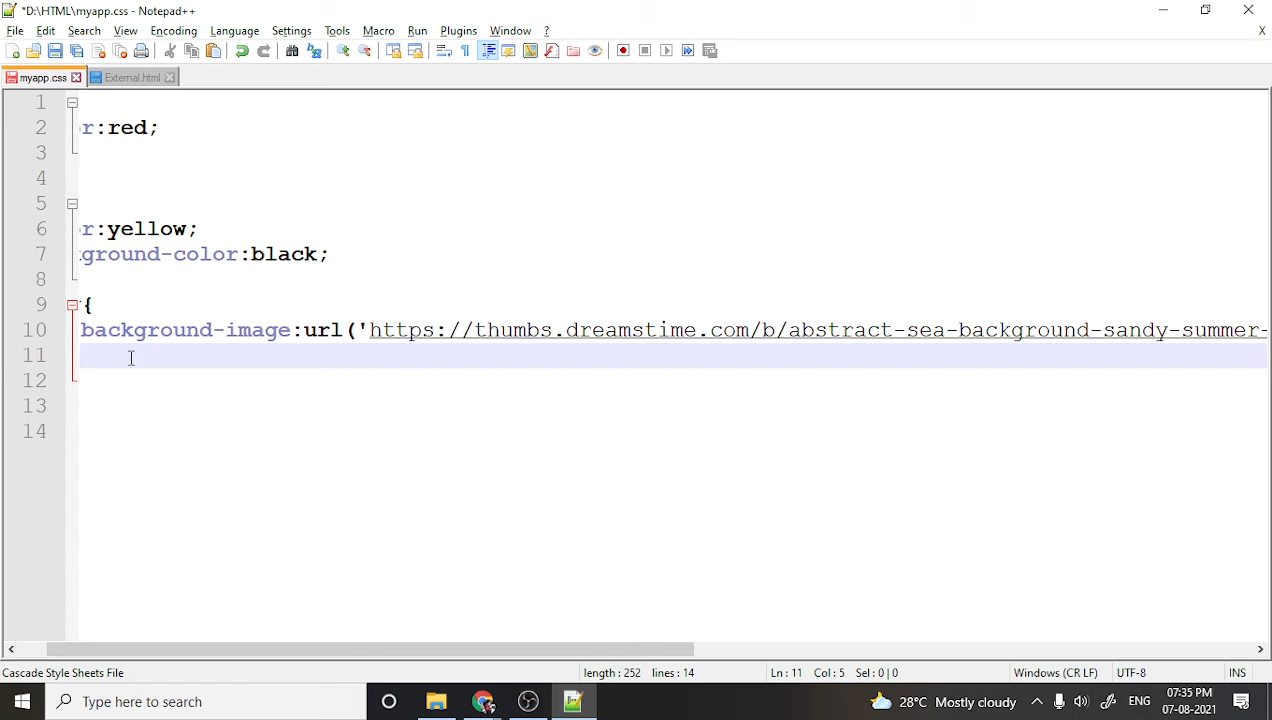 *D:\HTML\myapp.css - Notepad++
File Edit Search View Encoding Language Settings Tools Macro Run Plugins Window ?
X
myapp.css External.html
1
2 r:red;
3
4
5
6 r:yellow;
7 ground-color:black;
8
9 {
10 background-image:url('https://thumbs.dreamstime.com/b/abstract-sea-background-sandy-summer-
11
12
13
14
Cascade Style Sheets File length: 252 lines: 14 Ln: 11 Col: 5 Sel: 0 | 0 Windows (CR LF) UTF-8 INS
Type here to search 28°C Mostly cloudy ENG 07:35 PM
07-08-2021